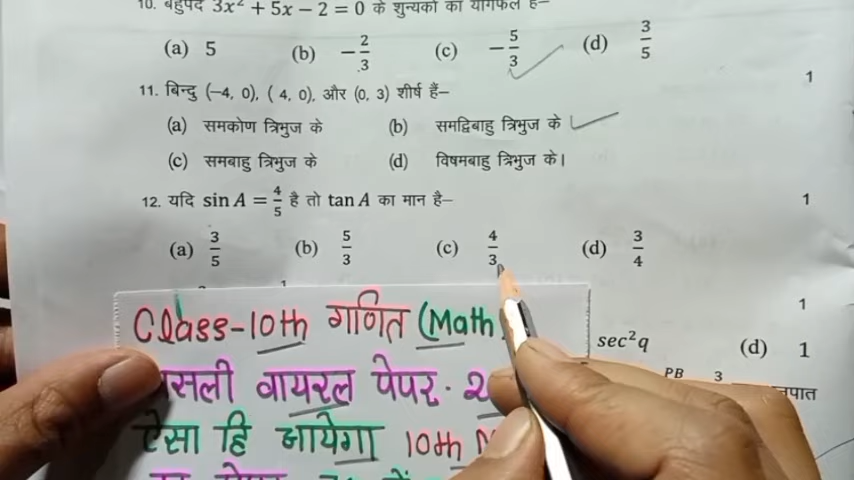 10. बहुपद 3x² + 5x − 2 = 0 के शुन्यको का योगफल है–
(a) 5 (b) −2/3 (c) −5/3 (d) 3/5
1
11. बिन्दु (−4, 0), ( 4, 0), और (0, 3) शीर्ष हैं–
(a) समकोण त्रिभुज के (b) समद्विबाहु त्रिभुज के
(c) समबाहु त्रिभुज के (d) विषमबाहु त्रिभुज के।
12. यदि sin A = 4/5 है तो tan A का मान है– 1
(a) 3/5 (b) 5/3 (c) 4/3 (d) 3/4
1
sec²q (d) 1
PB 3
Class-10th गणित (Math)
वायरल पेपर
ऐसा हि आयेगा 10th